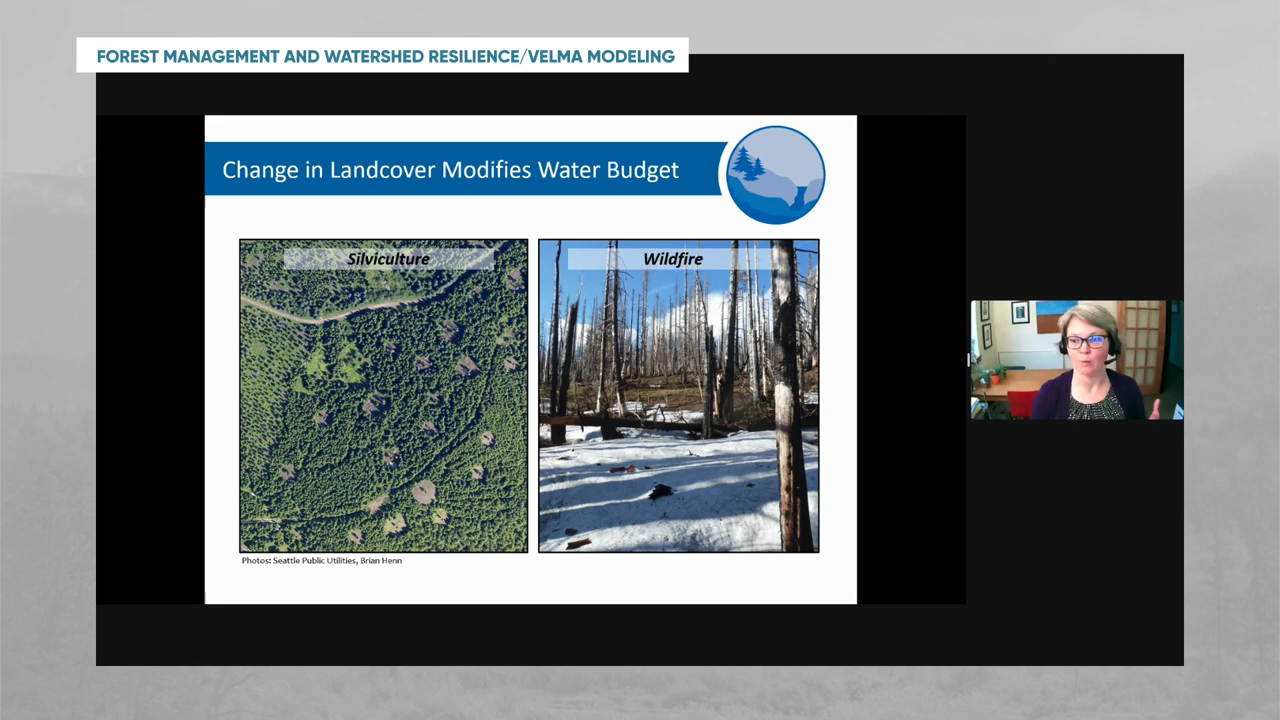 FOREST MANAGEMENT AND WATERSHED RESILIENCE/VELMA MODELING
Change in Landcover Modifies Water Budget
Silviculture
Wildfire
Photos: Seattle Public Utilities, Brian Henn